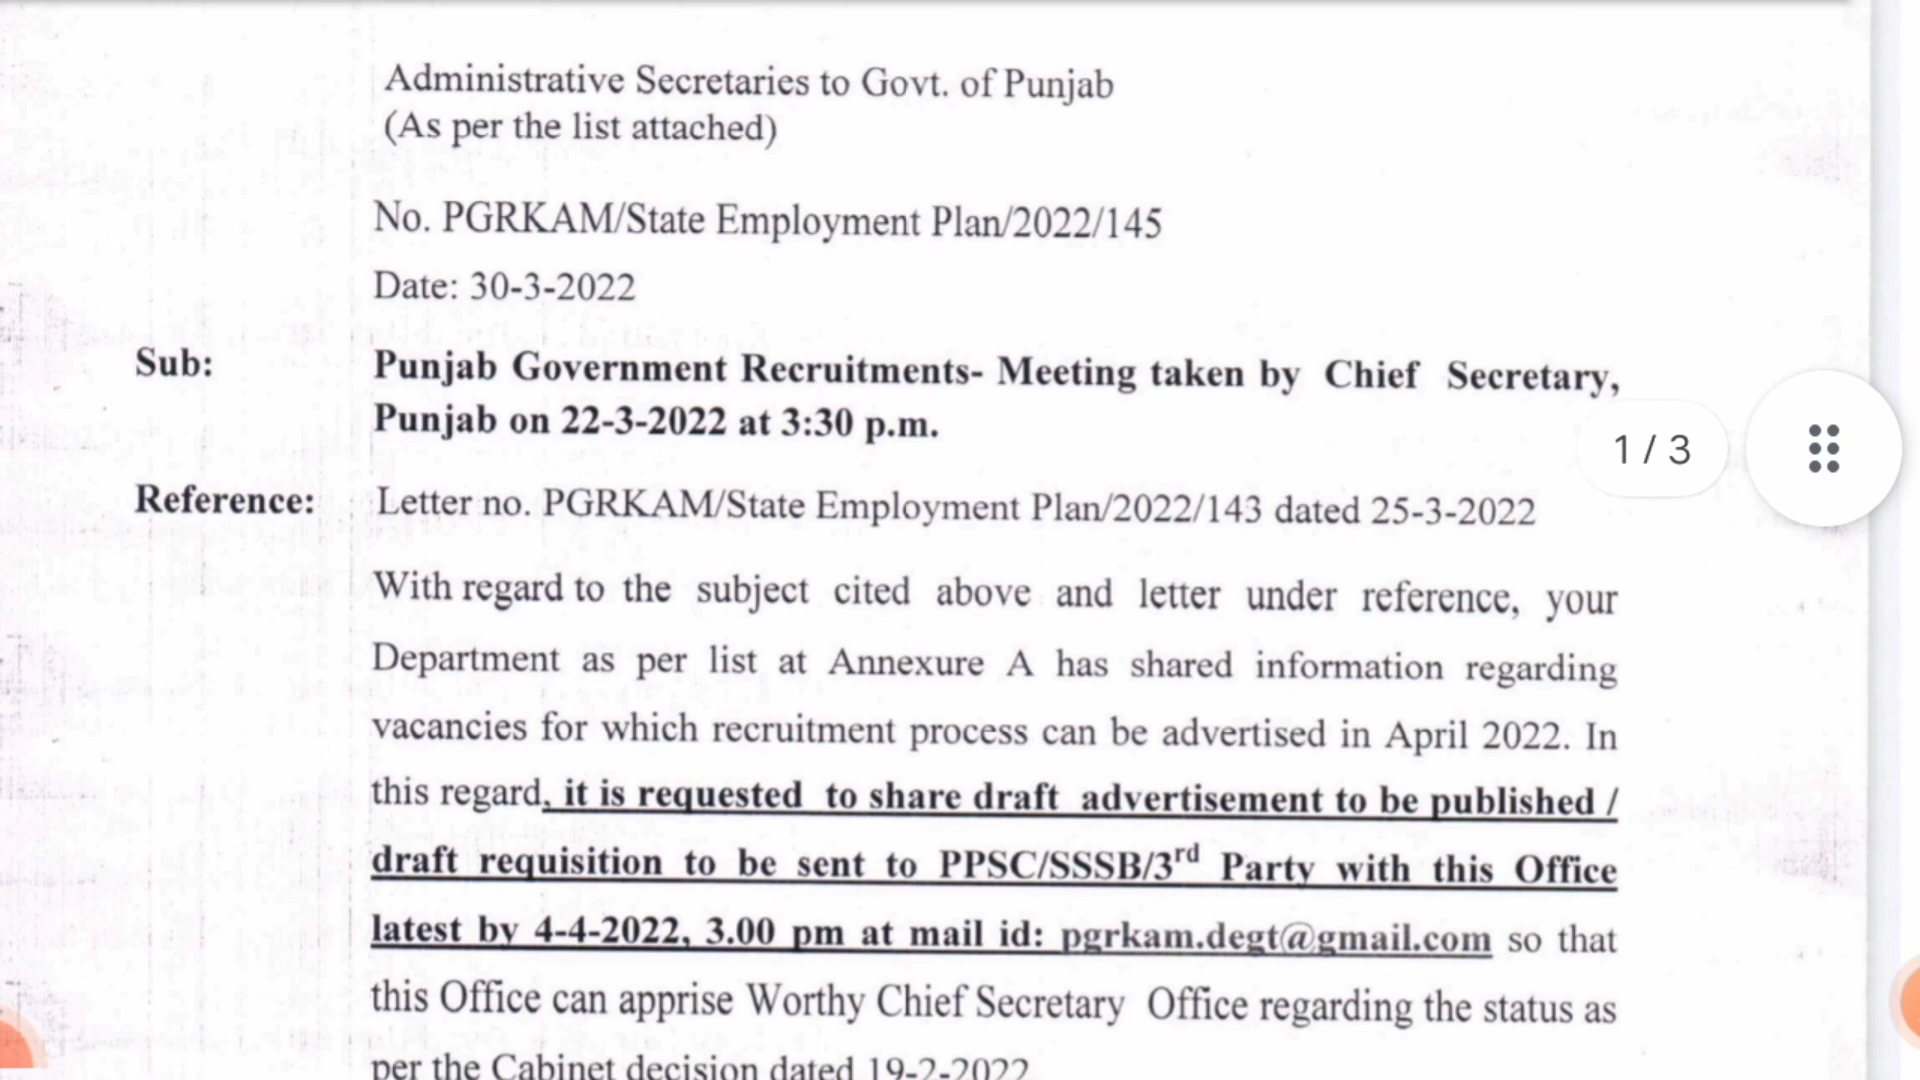 Administrative Secretaries to Govt. of Punjab
(As per the list attached)
No. PGRKAM/State Employment Plan/2022/145
Date: 30-3-2022
Sub: Punjab Government Recruitments- Meeting taken by Chief Secretary,
Punjab on 22-3-2022 at 3:30 p.m.
1 / 3
Reference: Letter no. PGRKAM/State Employment Plan/2022/143 dated 25-3-2022
With regard to the subject cited above and letter under reference, your
Department as per list at Annexure A has shared information regarding
vacancies for which recruitment process can be advertised in April 2022. In
this regard, it is requested to share draft advertisement to be published /
draft requisition to be sent to PPSC/SSSB/3rd Party with this Office
latest by 4-4-2022, 3.00 pm at mail id: pgrkam.degt@gmail.com so that
this Office can apprise Worthy Chief Secretary Office regarding the status as
per the Cabinet decision dated 19-2-2022.